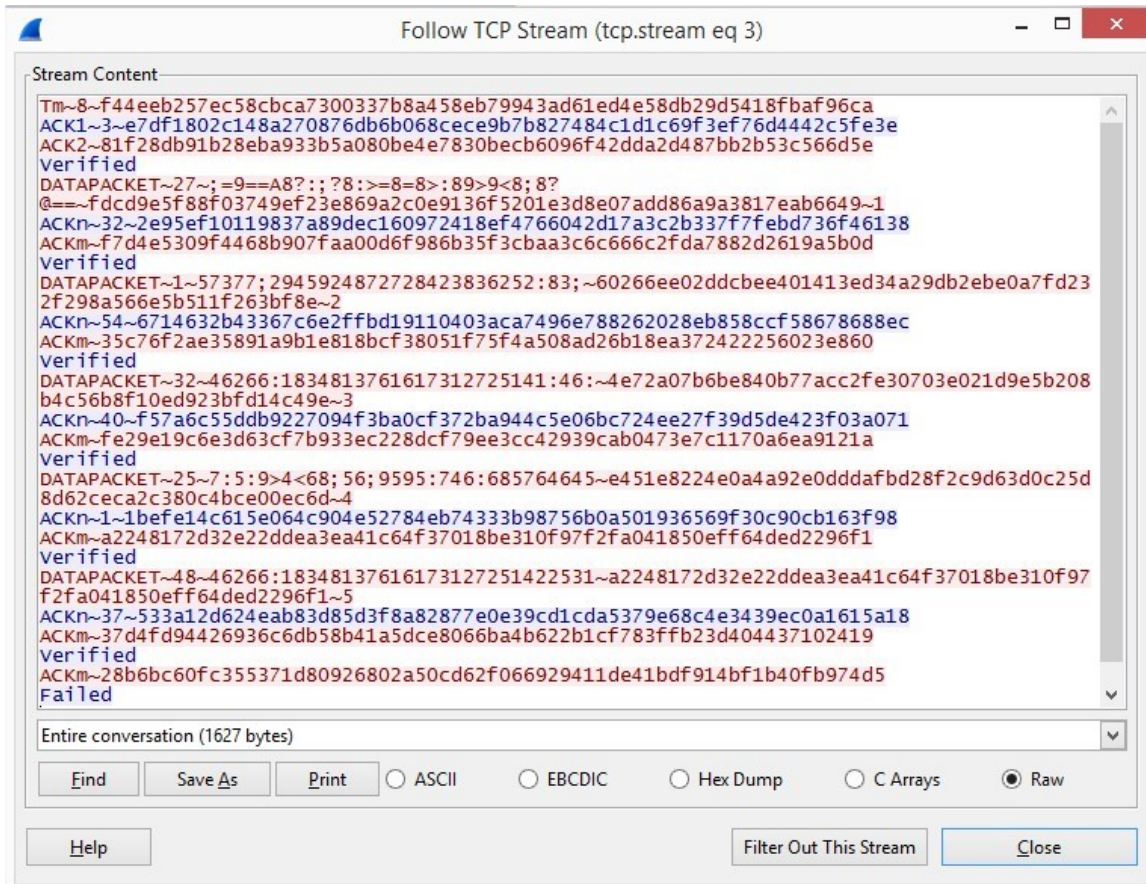 Follow TCP Stream (tcp.stream eq 3)
Stream Content
Tm~8~f44eeb257ec58cbca7300337b8a458eb79943ad61ed4e58db29d5418fbaf96ca
ACK1~3~e7df1802c148a270876db6b068cece9b7b827484c1d1c69f3ef76d4442c5fe3e
ACK2~81f28db91b28eba933b5a080be4e7830becb6096f42dda2d487bb2b53c566d5e
Verified
DATAPACKET~27~;=9==A8?:;?8:>=8=8>:89>9<8;8?
@==~fdcd9e5f88f03749ef23e869a2c0e9136f5201e3d8e07add86a9a3817eab6649~1
ACKn~32~2e95ef10119837a89dec160972418ef4766042d17a3c2b337f7febd736f46138
ACKm~f7d4e5309f4468b907faa00d6f986b35f3cbaa3c6c666c2fda7882d2619a5b0d
Verified
DATAPACKET~1~57377;2945924872728423836252:83;~60266ee02ddcbee401413ed34a29db2ebe0a7fd23
2f298a566e5b511f263bf8e~2
ACKn~54~6714632b43367c6e2ffbd19110403aca7496e788262028eb858ccf58678688ec
ACKm~35c76f2ae35891a9b1e818bcf38051f75f4a508ad26b18ea372422256023e860
Verified
DATAPACKET~32~46266:1834813761617312725141:46:~4e72a07b6be840b77acc2fe30703e021d9e5b208
b4c56b8f10ed923bfd14c49e~3
ACKn~40~f57a6c55ddb9227094f3ba0cf372ba944c5e06bc724ee27f39d5de423f03a071
ACKm~fe29e19c6e3d63cf7b933ec228dcf79ee3cc42939cab0473e7c1170a6ea9121a
Verified
DATAPACKET~25~7:5:9>4<68;56;9595:746:685764645~e451e8224e0a4a92e0dddafbd28f2c9d63d0c25d
8d62ceca2c380c4bce00ec6d~4
ACKn~1~1befe14c615e064c904e52784eb74333b98756b0a501936569f30c90cb163f98
ACKm~a2248172d32e22ddea3ea41c64f37018be310f97f2fa041850eff64ded2296f1
Verified
DATAPACKET~48~46266:18348137616173127251422531~a2248172d32e22ddea3ea41c64f37018be310f97
f2fa041850eff64ded2296f1~5
ACKn~37~533a12d624eab83d85d3f8a82877e0e39cd1cda5379e68c4e3439ec0a1615a18
ACKm~37d4fd94426936c6db58b41a5dce8066ba4b622b1cf783ffb23d404437102419
Verified
ACKm~28b6bc60fc355371d80926802a50cd62f066929411de41bdf914bf1b40fb974d5
Failed
Entire conversation (1627 bytes)
Find Save As Print ASCII EBCDIC Hex Dump C Arrays Raw
Help Filter Out This Stream Close